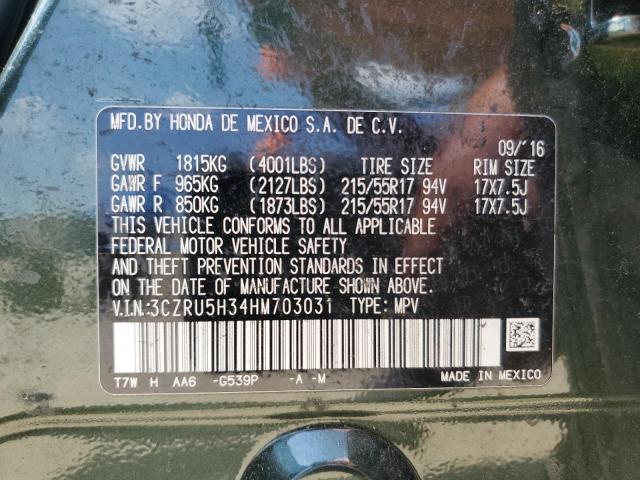 MFD.BY HONDA DE MEXICO S.A. DE C.V.
09/'16
GVWR 1815KG (4001LBS) TIRE SIZE RIM SIZE
GAWR F 965KG (2127LBS) 215/55R17 94V 17X7.5J
GAWR R 850KG (1873LBS) 215/55R17 94V 17X7.5J
THIS VEHICLE CONFORMS TO ALL APPLICABLE
FEDERAL MOTOR VEHICLE SAFETY
AND THEFT PREVENTION STANDARDS IN EFFECT
ON THE DATE OF MANUFACTURE SHOWN ABOVE.
V.I.N.:3CZRU5H34HM703031 TYPE: MPV
T7W H AA6 -G539P -A -M MADE IN MEXICO